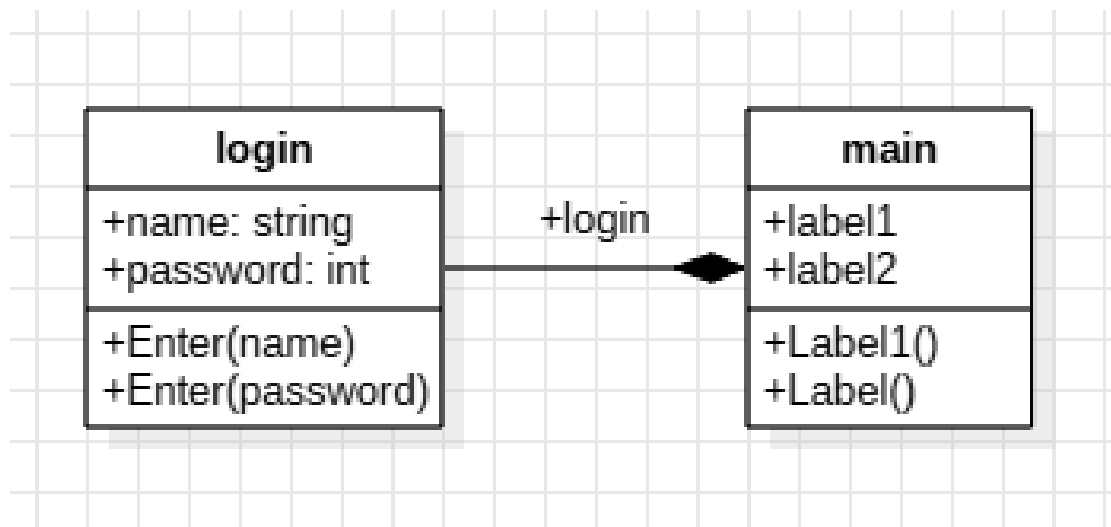 login
+name: string
+password: int
+Enter(name)
+Enter(password)
+login
main
+label1
+label2
+Label1()
+Label()